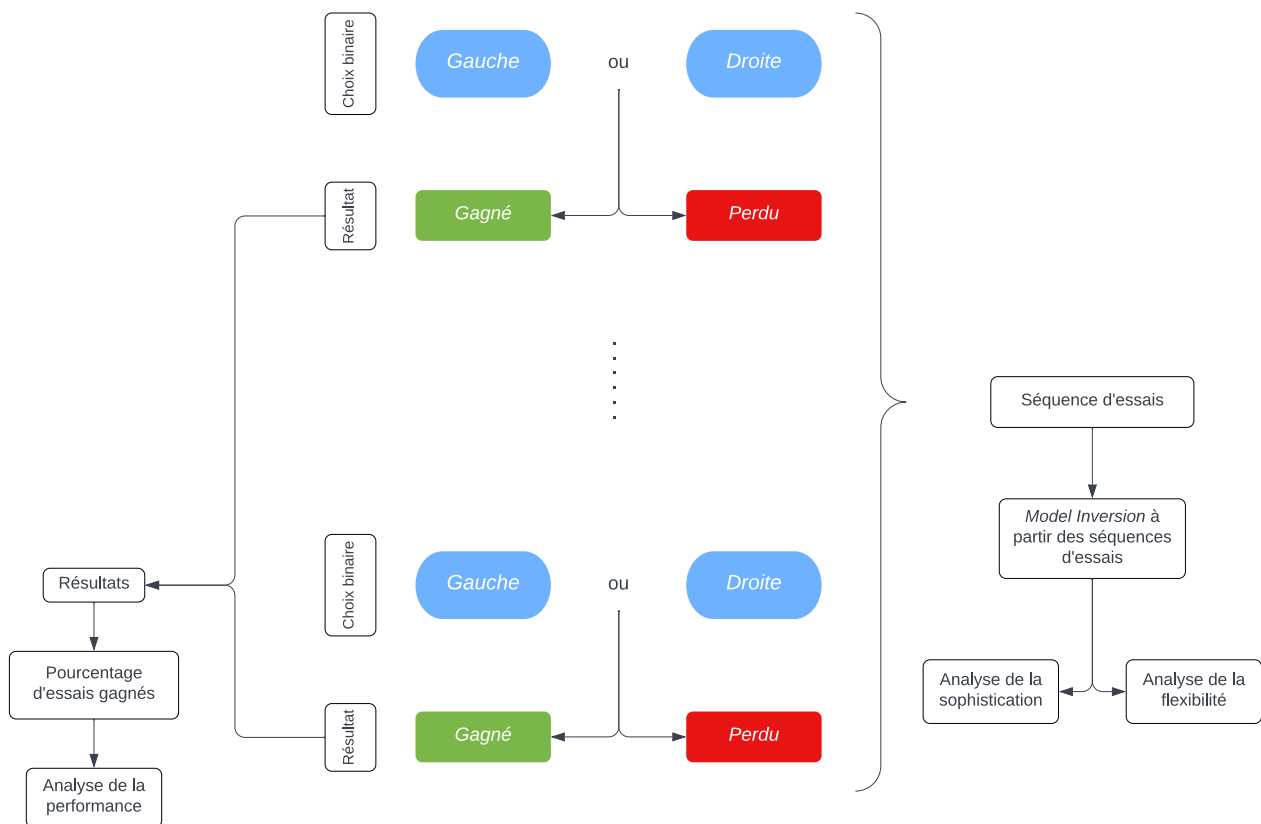 Choix binaire
Gauche
ou
Droite
Résultat
Gagné
Perdu
Séquence d'essais
Model Inversion à
partir des séquences
d'essais
Analyse de la
sophistication
Analyse de la
flexibilité
Choix binaire
Gauche
ou
Droite
Résultat
Gagné
Perdu
Résultats
Pourcentage
d'essais gagnés
Analyse de la
performance